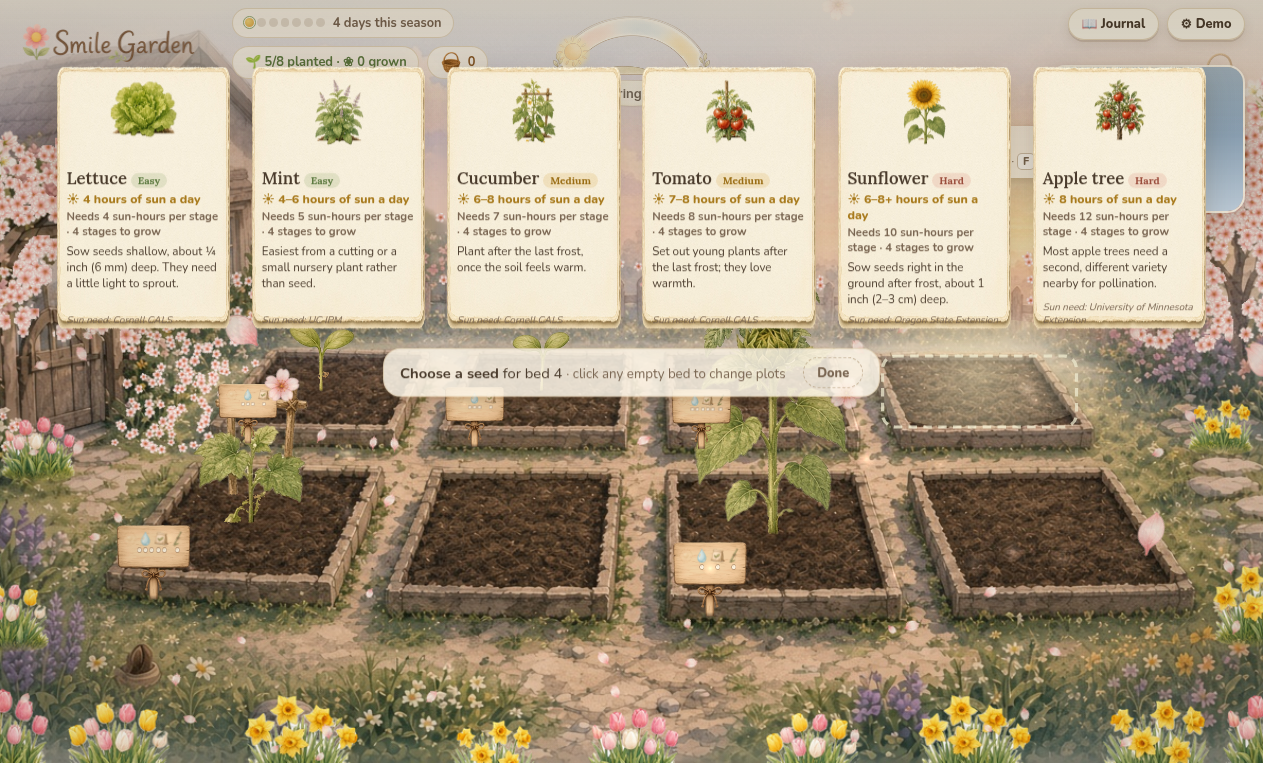 Smile Garden
4 days this season
📖 Journal
⚙ Demo
🌱 5/8 planted · ❀ 0 grown
0
ring
· F
Lettuce Easy
☀ 4 hours of sun a day
Needs 4 sun-hours per stage
· 4 stages to grow
Sow seeds shallow, about ¼
inch (6 mm) deep. They need
a little light to sprout.
Sun need: Cornell CALS
Mint Easy
☀ 4–6 hours of sun a day
Needs 5 sun-hours per stage
· 4 stages to grow
Easiest from a cutting or a
small nursery plant rather
than seed.
Sun need: UC IPM
Cucumber Medium
☀ 6–8 hours of sun a day
Needs 7 sun-hours per stage
· 4 stages to grow
Plant after the last frost,
once the soil feels warm.
Sun need: Cornell CALS
Tomato Medium
☀ 7–8 hours of sun a day
Needs 8 sun-hours per stage
· 4 stages to grow
Set out young plants after
the last frost; they love
warmth.
Sun need: Cornell CALS
Sunflower Hard
☀ 6–8+ hours of sun a
day
Needs 10 sun-hours per
stage · 4 stages to grow
Sow seeds right in the
ground after frost, about 1
inch (2–3 cm) deep.
Sun need: Oregon State Extension
Apple tree Hard
☀ 8 hours of sun a day
Needs 12 sun-hours per
stage · 4 stages to grow
Most apple trees need a
second, different variety
nearby for pollination.
Sun need: University of Minnesota
Extension
Choose a seed for bed 4 · click any empty bed to change plots
Done